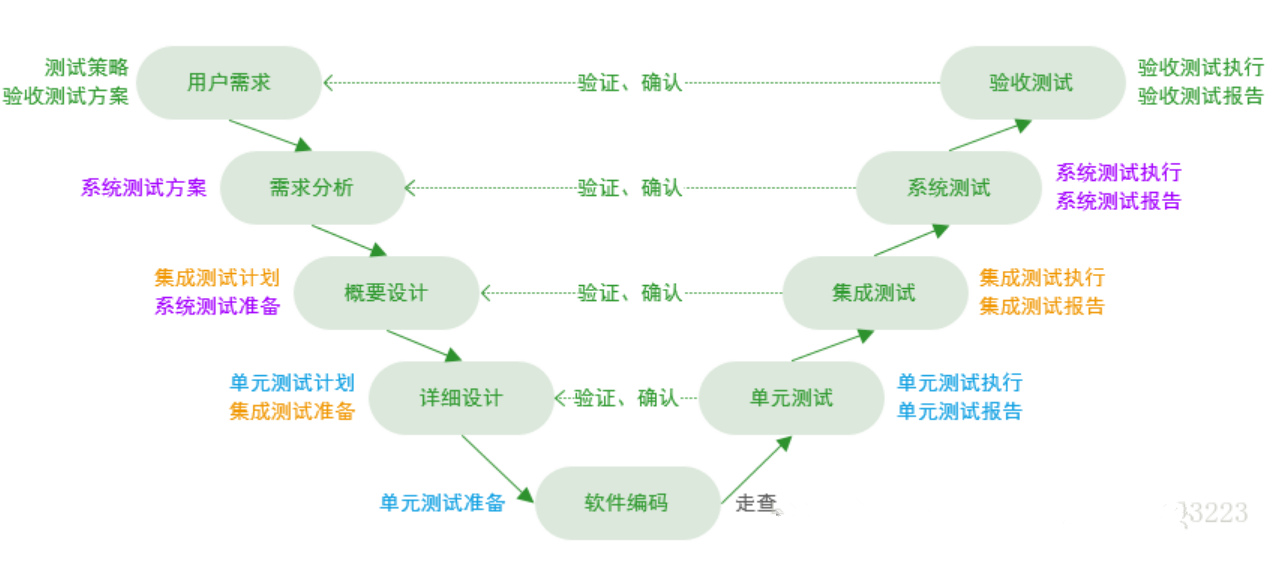 测试策略
验收测试方案
用户需求
验证、确认
验收测试
验收测试执行
验收测试报告
系统测试方案
需求分析
验证、确认
系统测试
系统测试执行
系统测试报告
集成测试计划
系统测试准备
概要设计
验证、确认
集成测试
集成测试执行
集成测试报告
单元测试计划
集成测试准备
详细设计
验证、确认
单元测试
单元测试执行
单元测试报告
单元测试准备
软件编码
走查
3223